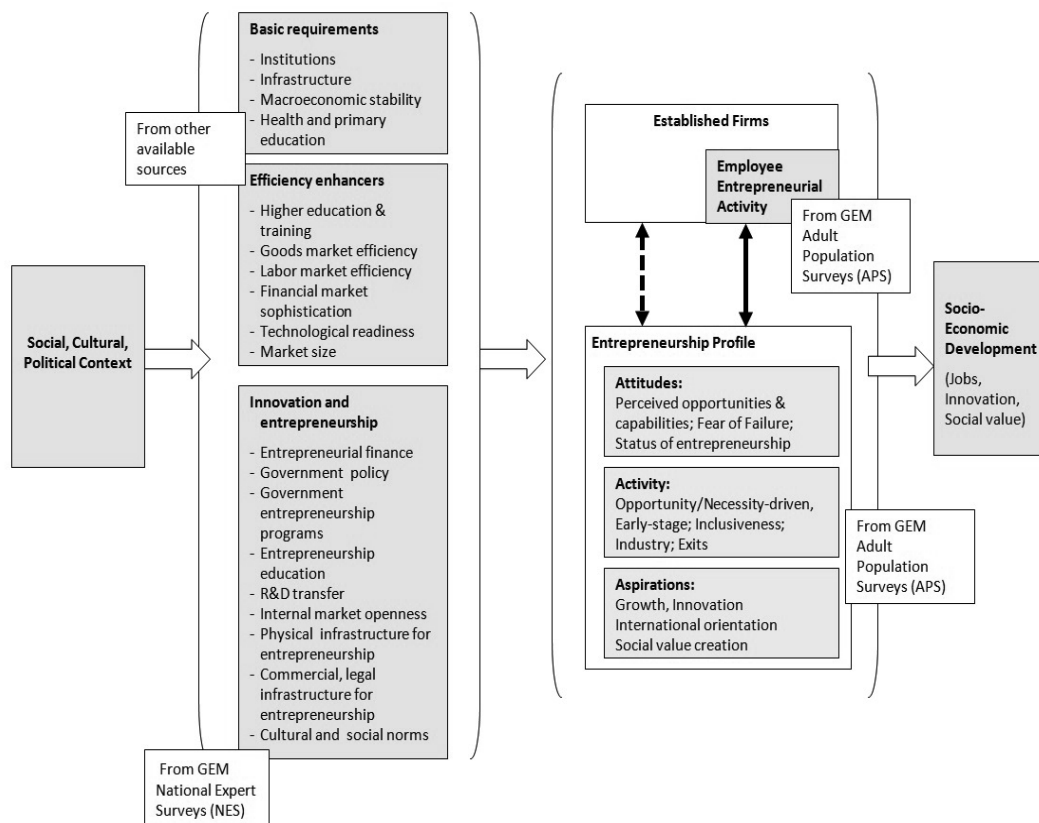 Social, Cultural,
Political Context
Basic requirements
- Institutions
- Infrastructure
- Macroeconomic stability
- Health and primary
education
From other
available
sources
Efficiency enhancers
- Higher education &
training
- Goods market efficiency
- Labor market efficiency
- Financial market
sophistication
- Technological readiness
- Market size
Innovation and
entrepreneurship
- Entrepreneurial finance
- Government policy
- Government
entrepreneurship
programs
- Entrepreneurship
education
- R&D transfer
- Internal market openness
- Physical infrastructure for
entrepreneurship
- Commercial, legal
infrastructure for
entrepreneurship
- Cultural and social norms
From GEM
National Expert
Surveys (NES)
Established Firms
Employee
Entrepreneurial
Activity
From GEM
Adult
Population
Surveys (APS)
Entrepreneurship Profile
Attitudes:
Perceived opportunities &
capabilities; Fear of Failure;
Status of entrepreneurship
Activity:
Opportunity/Necessity-driven,
Early-stage; Inclusiveness;
Industry; Exits
Aspirations:
Growth, Innovation
International orientation
Social value creation
From GEM
Adult
Population
Surveys (APS)
Socio-
Economic
Development
(Jobs,
Innovation,
Social value)